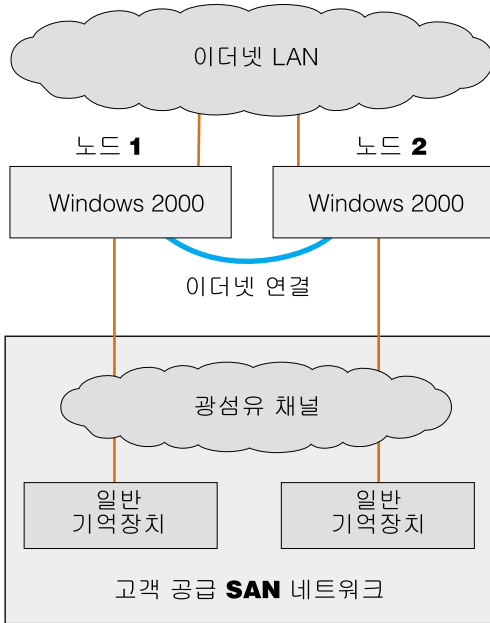 이더넷 LAN
노드 1
노드 2
Windows 2000
Windows 2000
이더넷 연결
광섬유 채널
일반
기억장치
일반
기억장치
고객 공급 SAN 네트워크